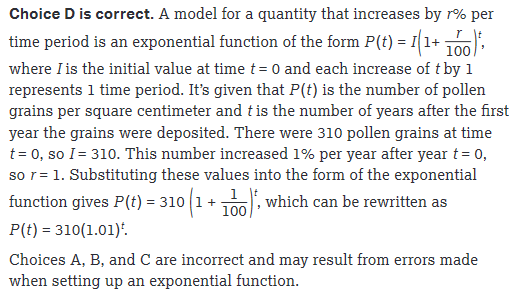 Choice D is correct. A model for a quantity that increases by r% per
time period is an exponential function of the form P(t) = I(1+ r/100)^t,
where I is the initial value at time t = 0 and each increase of t by 1
represents 1 time period. It's given that P(t) is the number of pollen
grains per square centimeter and t is the number of years after the first
year the grains were deposited. There were 310 pollen grains at time
t = 0, so I = 310. This number increased 1% per year after year t = 0,
so r = 1. Substituting these values into the form of the exponential
function gives P(t) = 310 (1 + 1/100)^t, which can be rewritten as
P(t) = 310(1.01)^t.
Choices A, B, and C are incorrect and may result from errors made
when setting up an exponential function.